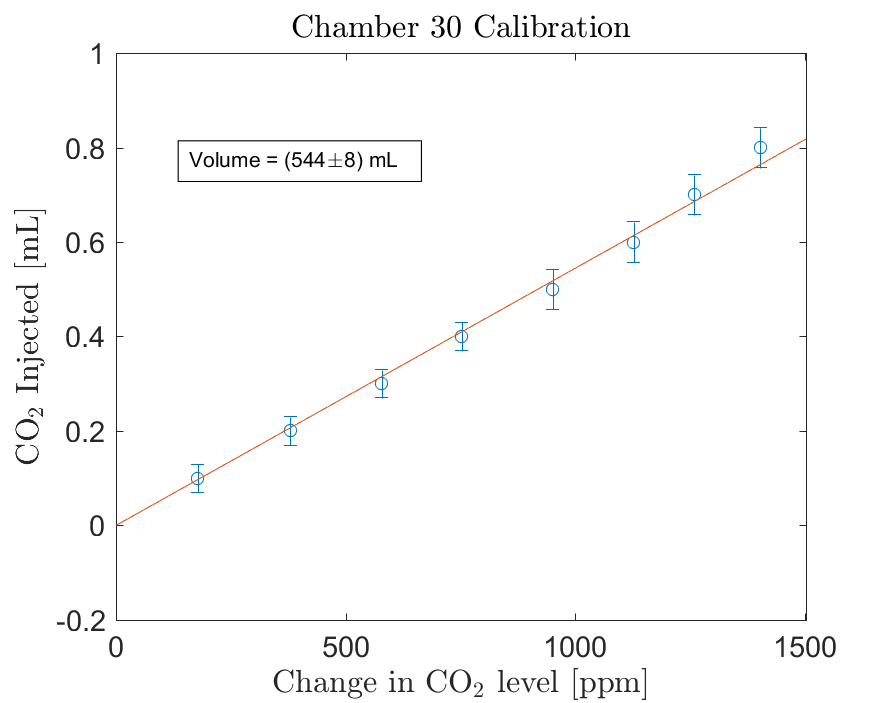 Chamber 30 Calibration
1
0.8
0.6
0.4
0.2
0
-0.2
Volume = (544±8) mL
CO₂ Injected [mL]
0 500 1000 1500
Change in CO₂ level [ppm]